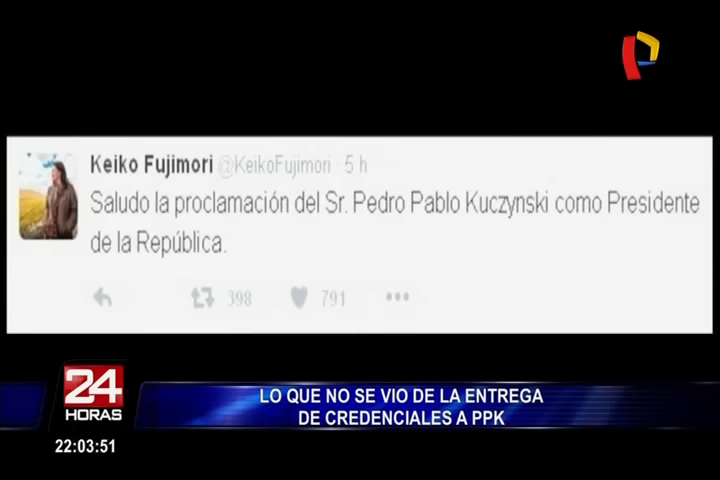 Keiko Fujimori @KeikoFujimori · 5 h
Saludo la proclamación del Sr. Pedro Pablo Kuczynski como Presidente
de la República.
398 791
24
HORAS
LO QUE NO SE VIO DE LA ENTREGA
DE CREDENCIALES A PPK
22:03:51